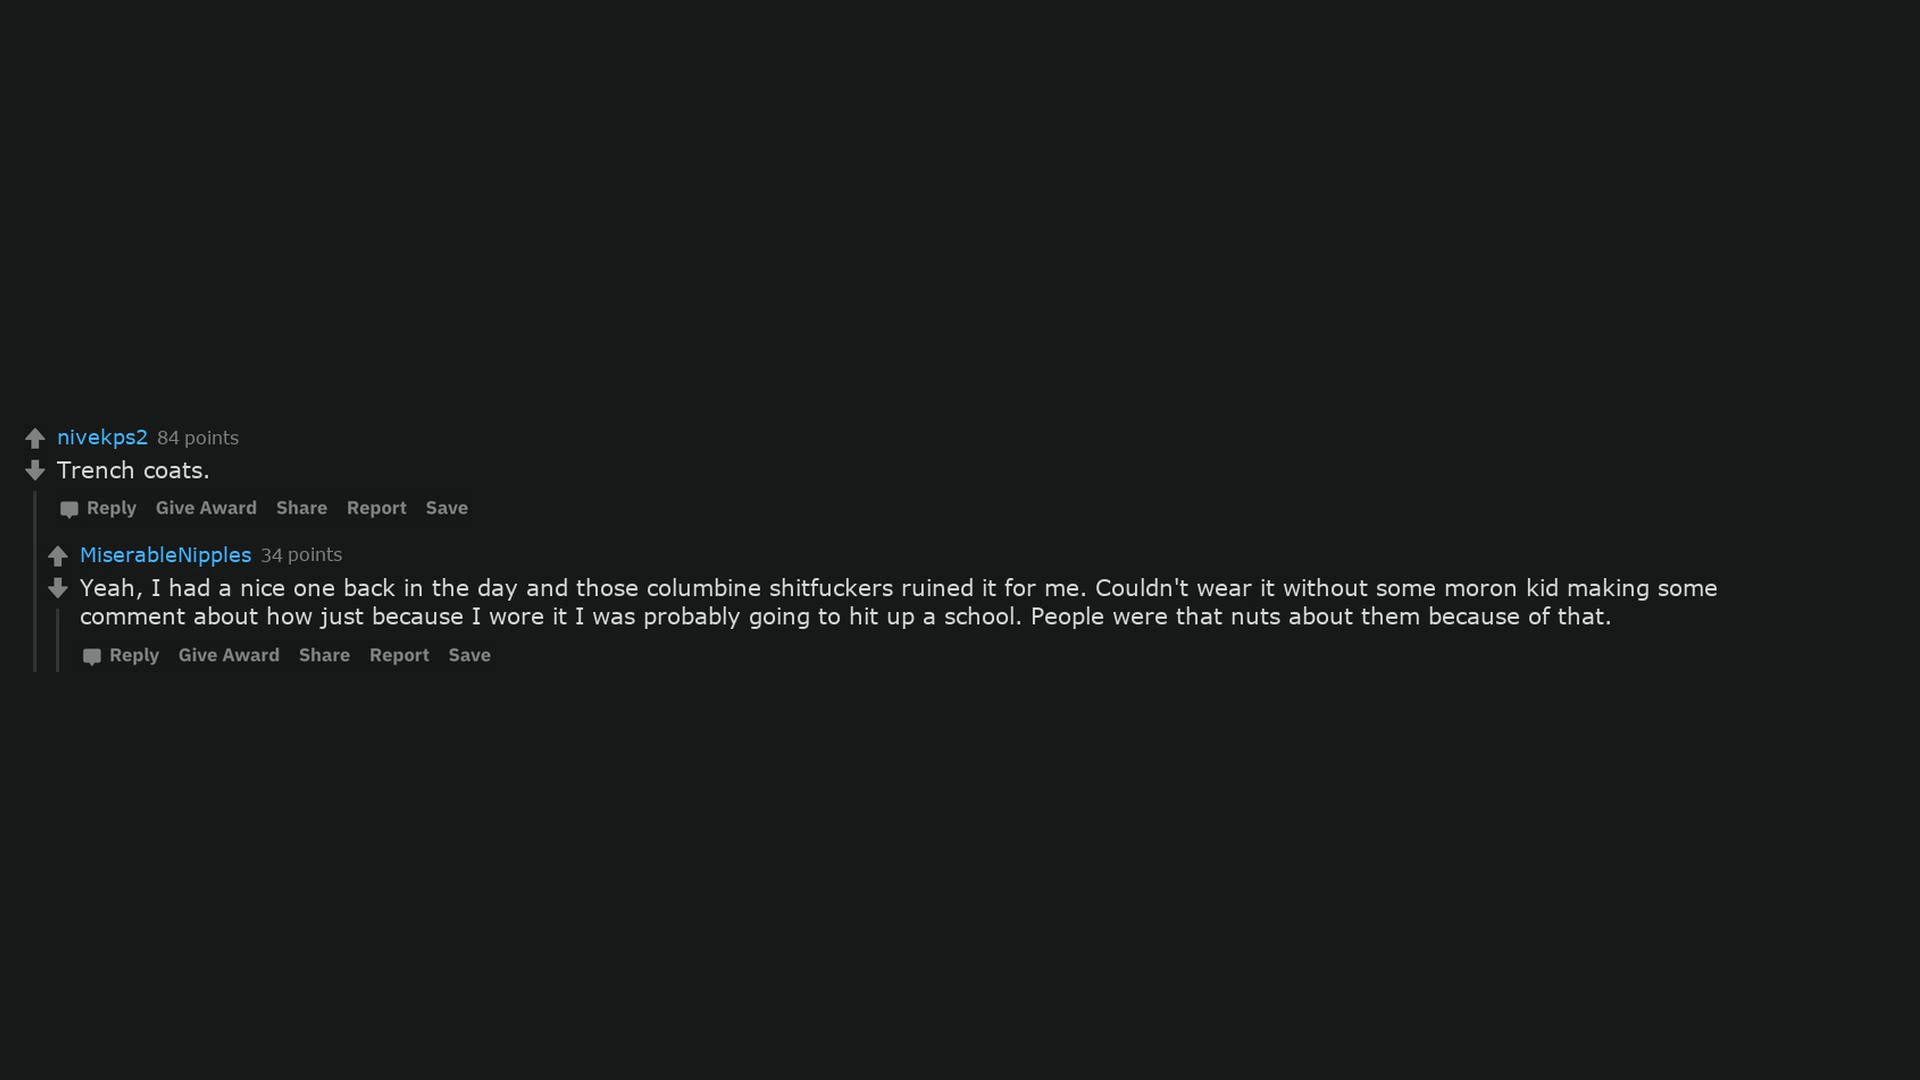 nivekps2 84 points
Trench coats.
Reply Give Award Share Report Save
MiserableNipples 34 points
Yeah, I had a nice one back in the day and those columbine shitfuckers ruined it for me. Couldn't wear it without some moron kid making some
comment about how just because I wore it I was probably going to hit up a school. People were that nuts about them because of that.
Reply Give Award Share Report Save